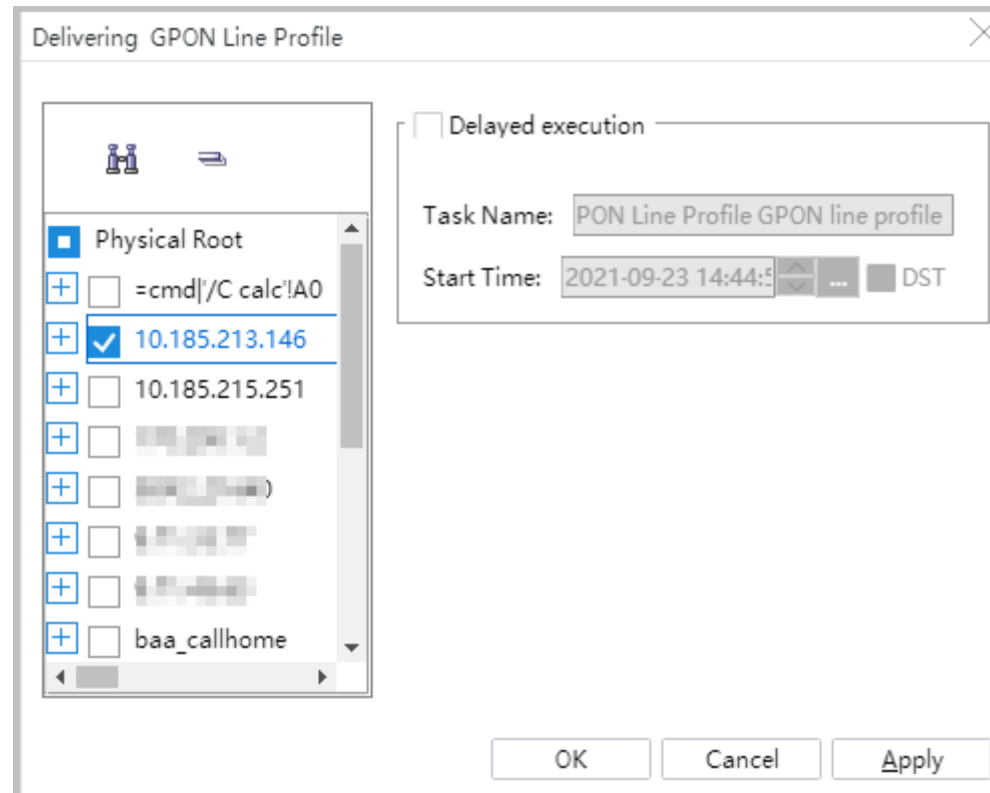 Delivering GPON Line Profile
Delayed execution
Physical Root
=cmd|'/C calc'!A0
10.185.213.146
10.185.215.251
baa_callhome
Task Name: PON Line Profile GPON line profile
Start Time: 2021-09-23 14:44:5 ... DST
OK Cancel Apply